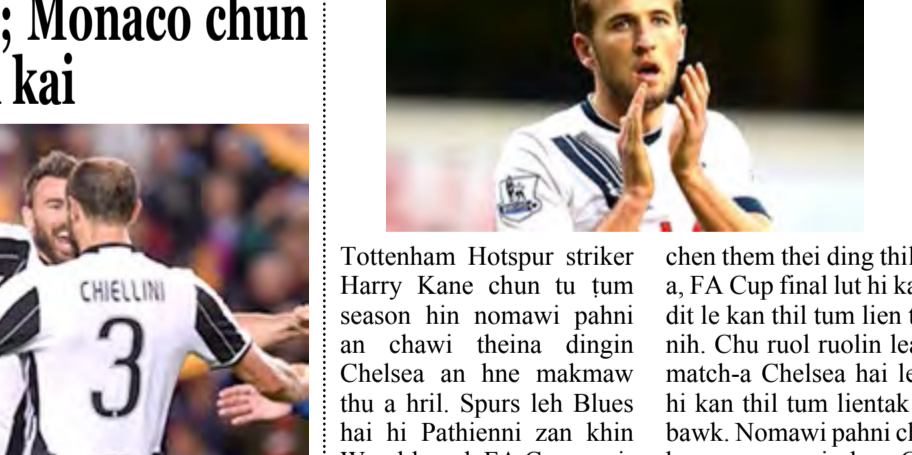 ; Monaco chun
kai
CHIELLINI
3
Tottenham Hotspur striker
Harry Kane chun tu ṭum
season hin nomawi pahni
an chawi theina dingin
Chelsea an hne makmaw
thu a hril. Spurs leh Blues
hai hi Pathienni zan khin
chen them thei ding thil
a, FA Cup final lut hi ka
dit le kan thil tum lien
nih. Chu ruol ruolin
match-a Chelsea hai
hi kan thil tum lientak
bawk. Nomawi pahni